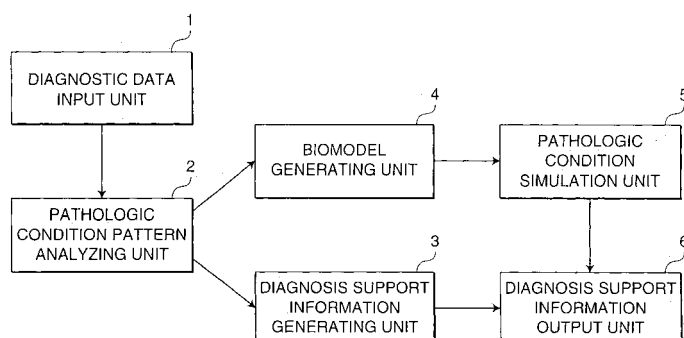 1
DIAGNOSTIC DATA
INPUT UNIT
2
PATHOLOGIC
CONDITION PATTERN
ANALYZING UNIT
4
BIOMODEL
GENERATING UNIT
5
PATHOLOGIC
CONDITION
SIMULATION UNIT
3
DIAGNOSIS SUPPORT
INFORMATION
GENERATING UNIT
6
DIAGNOSIS SUPPORT
INFORMATION
OUTPUT UNIT